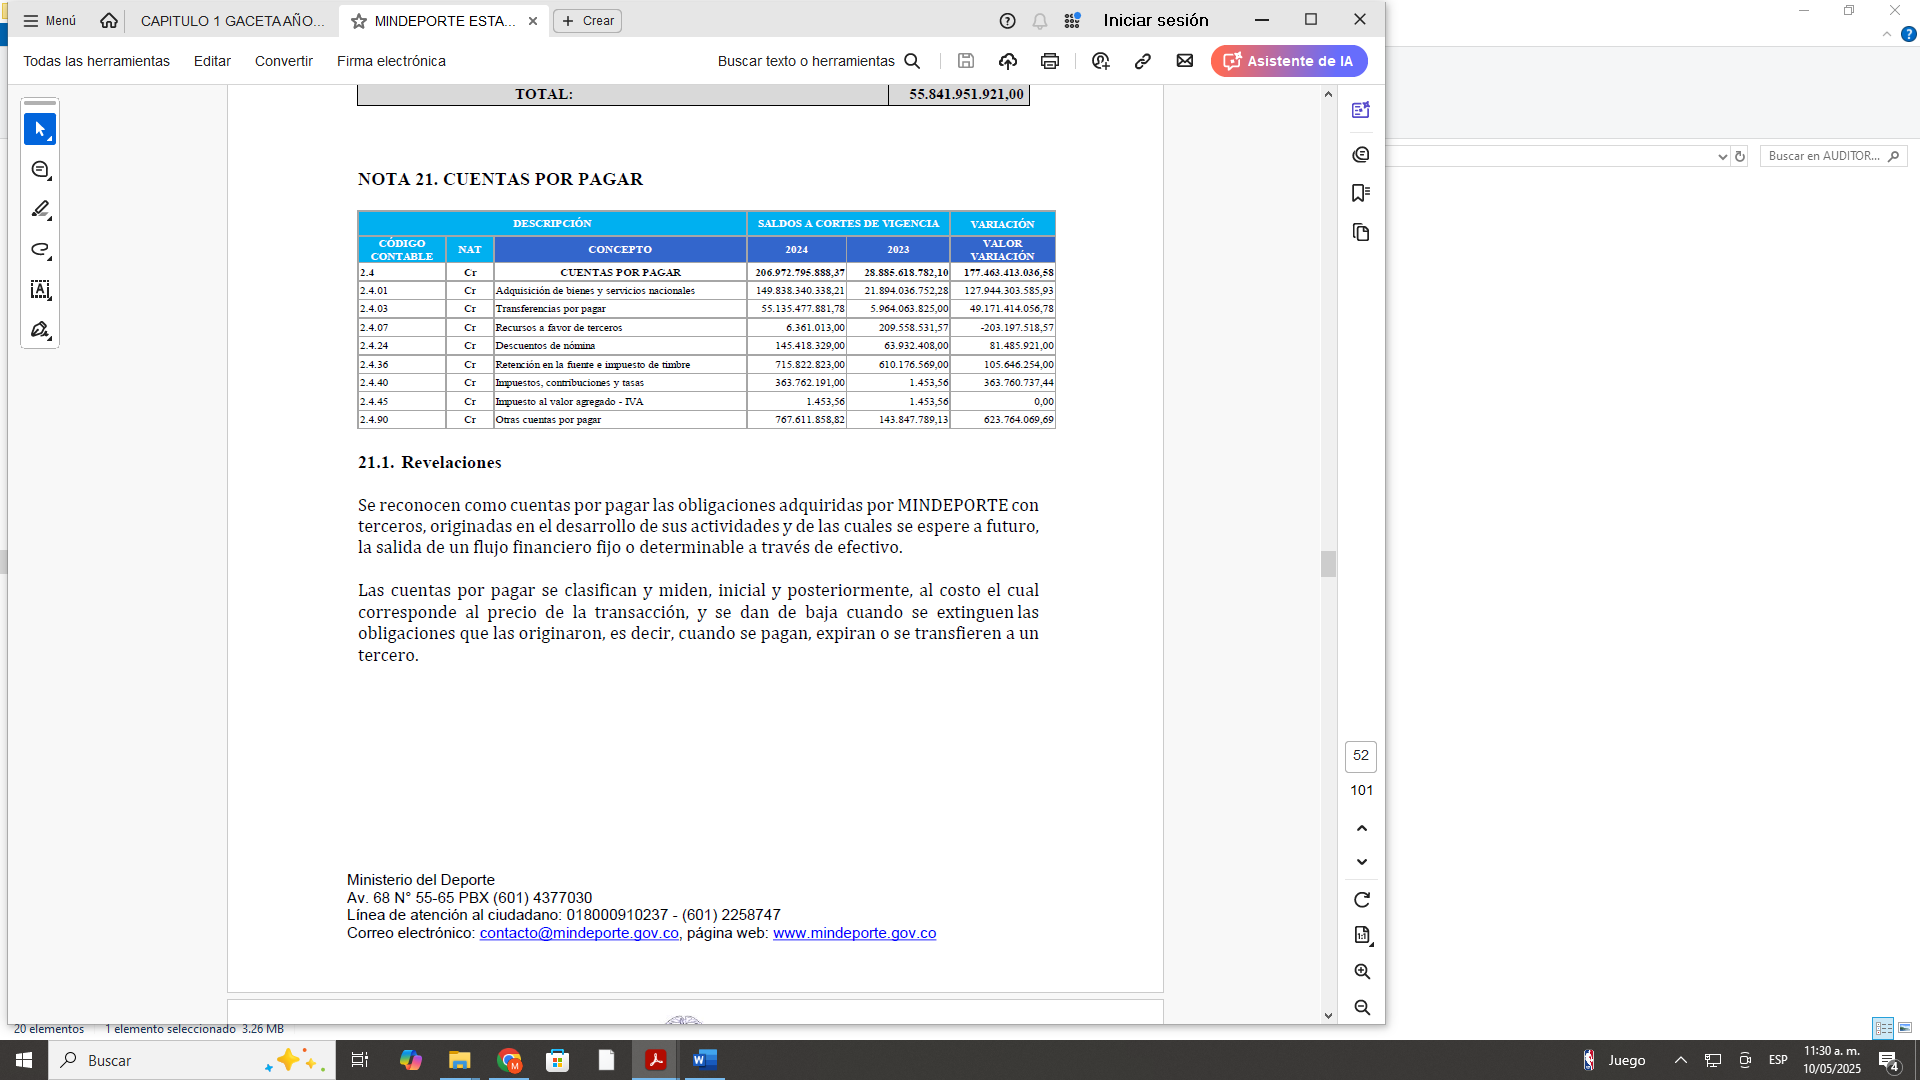 Menú
CAPITULO 1 GACETA AÑO...
MINDEPORTE ESTA...
Crear
Iniciar sesión
Todas las herramientas
Editar
Convertir
Firma electrónica
Buscar texto o herramientas
Asistente de IA
Buscar en AUDITOR...
TOTAL: 55.841.951.921,00
NOTA 21. CUENTAS POR PAGAR
DESCRIPCIÓN SALDOS A CORTES DE VIGENCIA VARIACIÓN
CÓDIGO CONTABLE NAT CONCEPTO 2024 2023 VALOR VARIACIÓN
2.4 Cr CUENTAS POR PAGAR 206.972.795.888,37 28.885.618.782,10 177.463.413.036,58
2.4.01 Cr Adquisición de bienes y servicios nacionales 149.838.340.338,21 21.894.036.752,28 127.944.303.585,93
2.4.03 Cr Transferencias por pagar 55.135.477.881,78 5.964.063.825,00 49.171.414.056,78
2.4.07 Cr Recursos a favor de terceros 6.361.013,00 209.558.531,57 -203.197.518,57
2.4.24 Cr Descuentos de nómina 145.418.329,00 63.932.408,00 81.485.921,00
2.4.36 Cr Retención en la fuente e impuesto de timbre 715.822.823,00 610.176.569,00 105.646.254,00
2.4.40 Cr Impuestos, contribuciones y tasas 363.762.191,00 1.453,56 363.760.737,44
2.4.45 Cr Impuesto al valor agregado - IVA 1.453,56 1.453,56 0,00
2.4.90 Cr Otras cuentas por pagar 767.611.858,82 143.847.789,13 623.764.069,69
21.1. Revelaciones
Se reconocen como cuentas por pagar las obligaciones adquiridas por MINDEPORTE con
terceros, originadas en el desarrollo de sus actividades y de las cuales se espere a futuro,
la salida de un flujo financiero fijo o determinable a través de efectivo.
Las cuentas por pagar se clasifican y miden, inicial y posteriormente, al costo el cual
corresponde al precio de la transacción, y se dan de baja cuando se extinguen las
obligaciones que las originaron, es decir, cuando se pagan, expiran o se transfieren a un
tercero.
52
101
Ministerio del Deporte
Av. 68 N° 55-65 PBX (601) 4377030
Línea de atención al ciudadano: 018000910237 - (601) 2258747
Correo electrónico: contacto@mindeporte.gov.co, página web: www.mindeporte.gov.co
20 elementos 1 elemento seleccionado 3.26 MB
Buscar
Juego
ESP
11:30 a. m.
10/05/2025
4